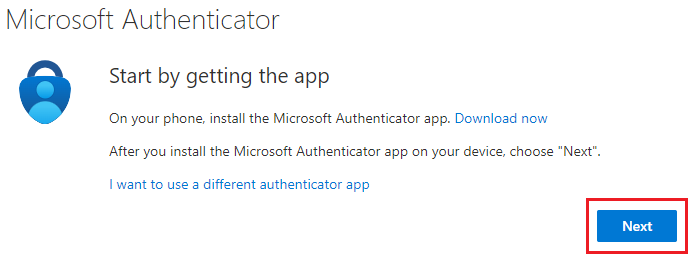 Microsoft Authenticator
Start by getting the app
On your phone, install the Microsoft Authenticator app. Download now
After you install the Microsoft Authenticator app on your device, choose "Next".
I want to use a different authenticator app
Next